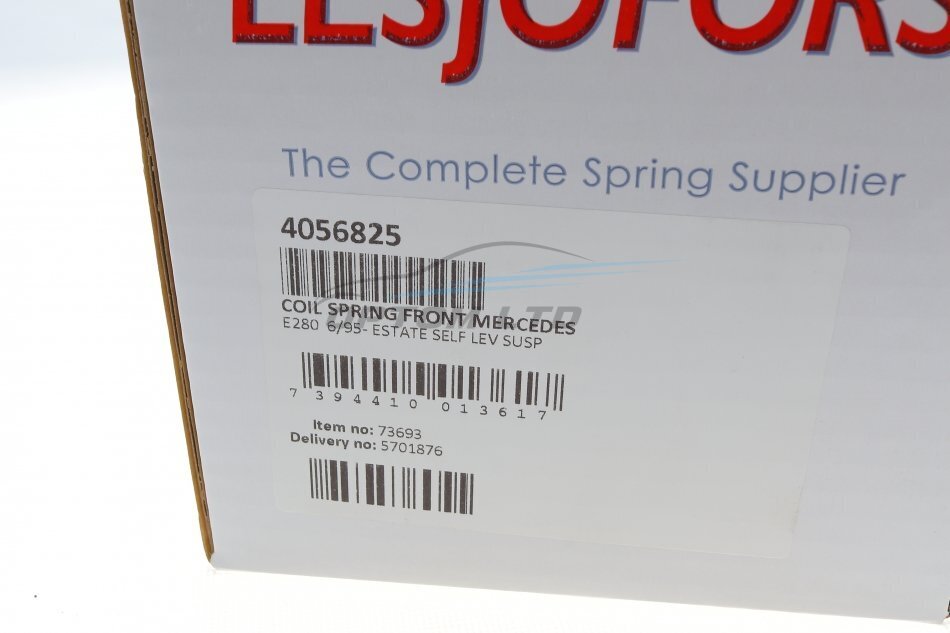 LESJÖFORS
The Complete Spring Supplier
4056825
COIL SPRING FRONT MERCEDES
E280 6/95- ESTATE SELF LEV SUSP
7 394410 013617
Item no: 73693
Delivery no: 5701876